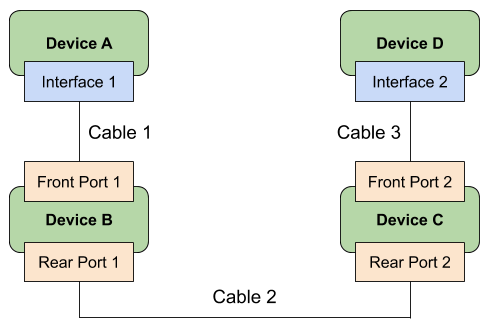 Device A
Device D
Interface 1
Interface 2
Cable 1
Cable 3
Front Port 1
Front Port 2
Device B
Device C
Rear Port 1
Rear Port 2
Cable 2